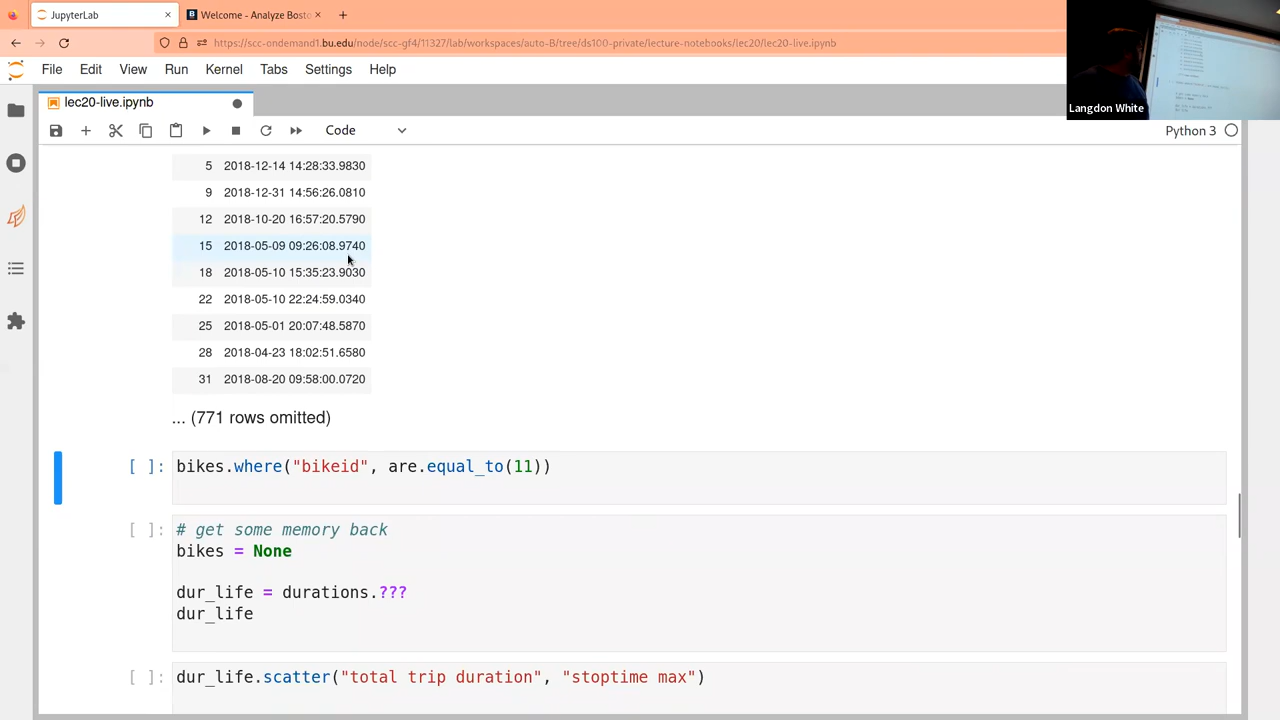 JupyterLab
Welcome - Analyze Bosto
https://scc-ondemand1.bu.edu/node/scc-gf4/11327/lab/workspaces/auto-B/tree/ds100-private/lecture-notebooks/lec20/lec20-live.ipynb
File Edit View Run Kernel Tabs Settings Help
Langdon White
lec20-live.ipynb
Code
Python 3
5 2018-12-14 14:28:33.9830
9 2018-12-31 14:56:26.0810
12 2018-10-20 16:57:20.5790
15 2018-05-09 09:26:08.9740
18 2018-05-10 15:35:23.9030
22 2018-05-10 22:24:59.0340
25 2018-05-01 20:07:48.5870
28 2018-04-23 18:02:51.6580
31 2018-08-20 09:58:00.0720
... (771 rows omitted)
[ ]: bikes.where("bikeid", are.equal_to(11))
[ ]: # get some memory back
bikes = None
dur_life = durations.???
dur_life
[ ]: dur_life.scatter("total trip duration", "stoptime max")